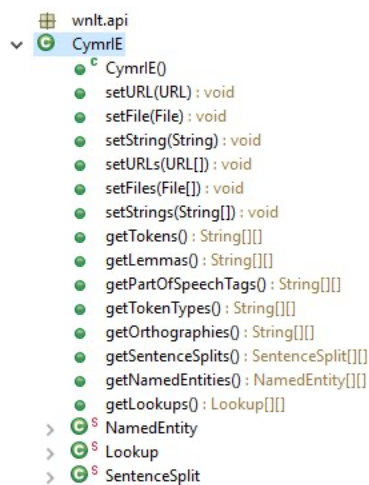 wnlt.api
CymrIE
CymrIE()
setURL(URL) : void
setFile(File) : void
setString(String) : void
setURLs(URL[]) : void
setFiles(File[]) : void
setStrings(String[]) : void
getTokens() : String[][]
getLemmas() : String[][]
getPartOfSpeechTags() : String[][]
getTokenTypes() : String[][]
getOrthographies() : String[][]
getSentenceSplits() : SentenceSplit[][]
getNamedEntities() : NamedEntity[][]
getLookups() : Lookup[][]
NamedEntity
Lookup
SentenceSplit